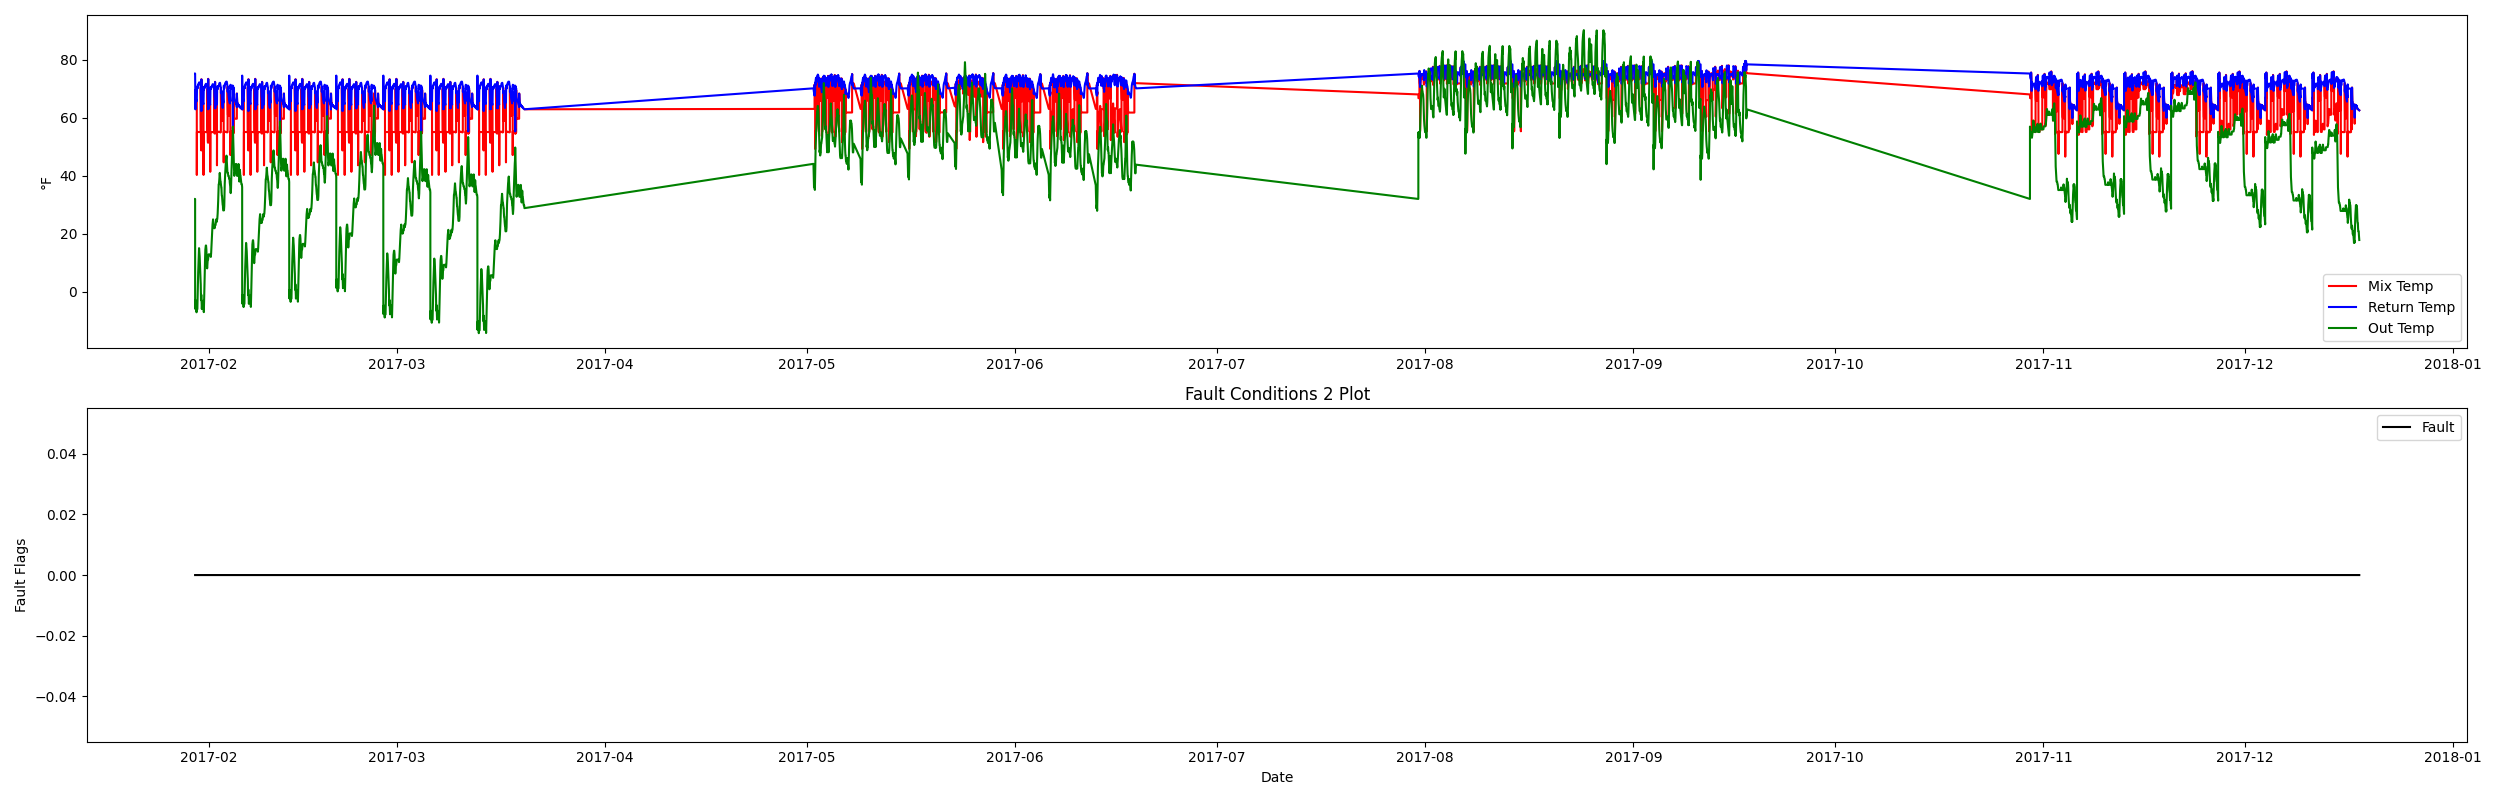 80
60
40
20
0
°F
Mix Temp
Return Temp
Out Temp
2017-02 2017-03 2017-04 2017-05 2017-06 2017-07 2017-08 2017-09 2017-10 2017-11 2017-12 2018-01
Fault Conditions 2 Plot
Fault
0.04
0.02
0.00
−0.02
−0.04
Fault Flags
2017-02 2017-03 2017-04 2017-05 2017-06 2017-07 2017-08 2017-09 2017-10 2017-11 2017-12 2018-01
Date